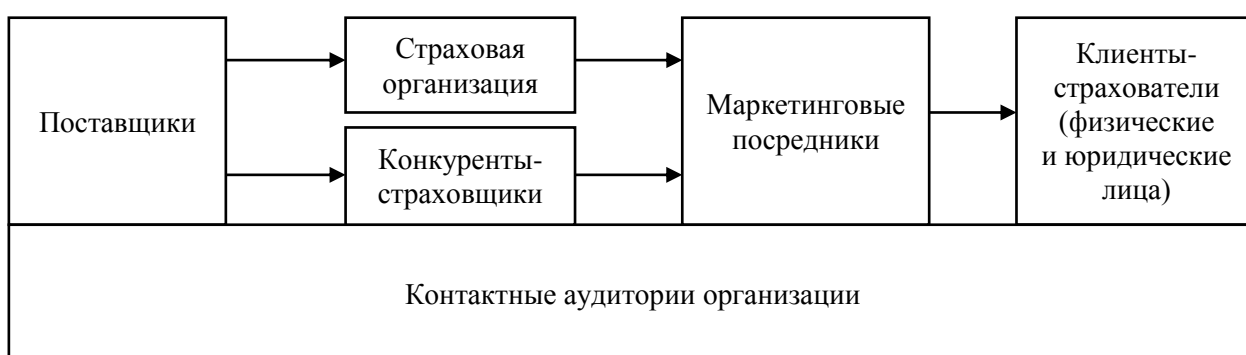 Поставщики
Страховая
организация
Конкуренты-
страховщики
Маркетинговые
посредники
Клиенты-
страхователи
(физические
и юридические
лица)
Контактные аудитории организации